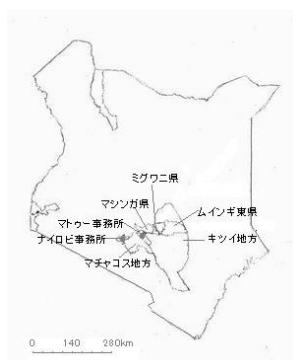 ミグワニ県
マシンガ県
ムインギ東県
マトゥー事務所
ナイロビ事務所
キツイ地方
マチャコス地方
0 140 280km